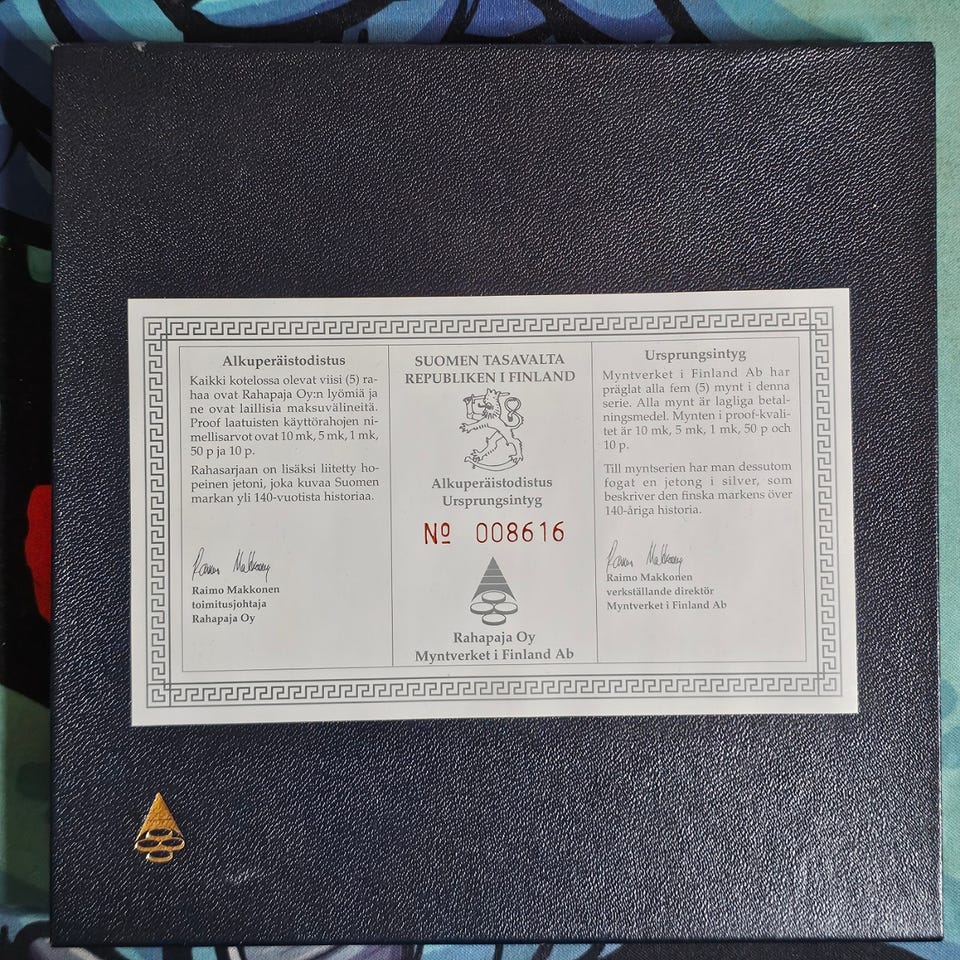 Alkuperäistodistus
Kaikki kotelossa olevat viisi (5) ra-
haa ovat Rahapaja Oy:n lyömiä ja
ne ovat laillisia maksuvälineitä.
Proof laatuisten käyttörahojen ni-
mellisarvot ovat 10 mk, 5 mk, 1 mk,
50 p ja 10 p.
Rahasarjaan on lisäksi liitetty ho-
peinen jetoni, joka kuvaa Suomen
markan yli 140-vuotista historiaa.
Raimo Makkonen
Raimo Makkonen
toimitusjohtaja
Rahapaja Oy
SUOMEN TASAVALTA
REPUBLIKEN I FINLAND
Alkuperäistodistus
Ursprungsintyg
Nº 008616
Rahapaja Oy
Myntverket i Finland Ab
Ursprungsintyg
Myntverket i Finland Ab har
präglat alla fem (5) mynt i denna
serie. Alla mynt är lagliga betal-
ningsmedel. Mynten i proof-kvali-
tet är 10 mk, 5 mk, 1 mk, 50 p och
10 p.
Till myntserien har man dessutom
fogat en jetong i silver, som
beskriver den finska markens över
140-åriga historia.
Raimo Makkonen
Raimo Makkonen
verkställande direktör
Myntverket i Finland Ab